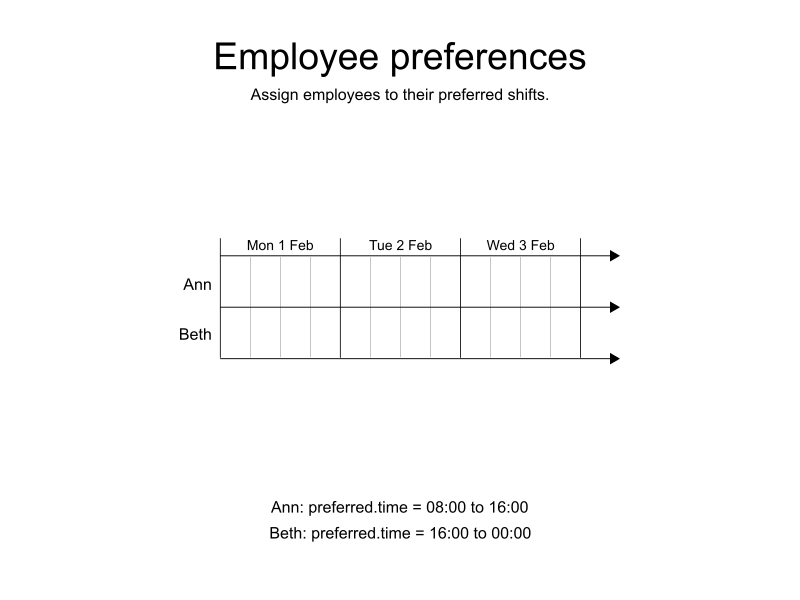 Employee preferences
Assign employees to their preferred shifts.
Mon 1 Feb Tue 2 Feb Wed 3 Feb
Ann
Beth
Ann: preferred.time = 08:00 to 16:00
Beth: preferred.time = 16:00 to 00:00